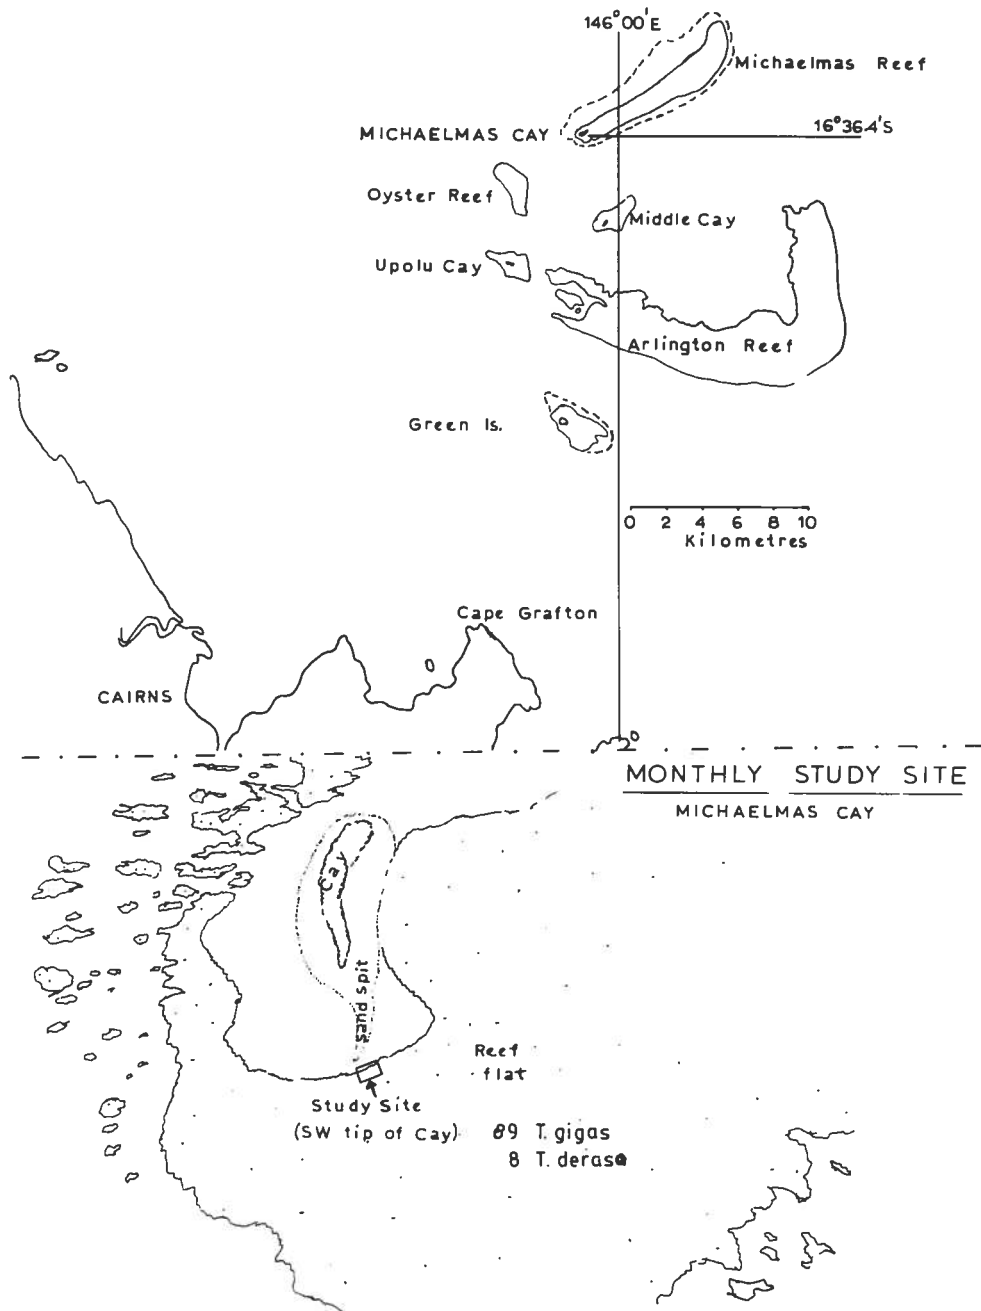 146°00'E
Michaelmas Reef
16°36.4'S
MICHAELMAS CAY
Oyster Reef
Middle Cay
Upolu Cay
Arlington Reef
Green Is.
0 2 4 6 8 10
Kilometres
Cape Grafton
CAIRNS
MONTHLY STUDY SITE
MICHAELMAS CAY
Cay
sand spit
Reef
flat
Study Site
(SW tip of Cay)
89 T. gigas
8 T. derasa